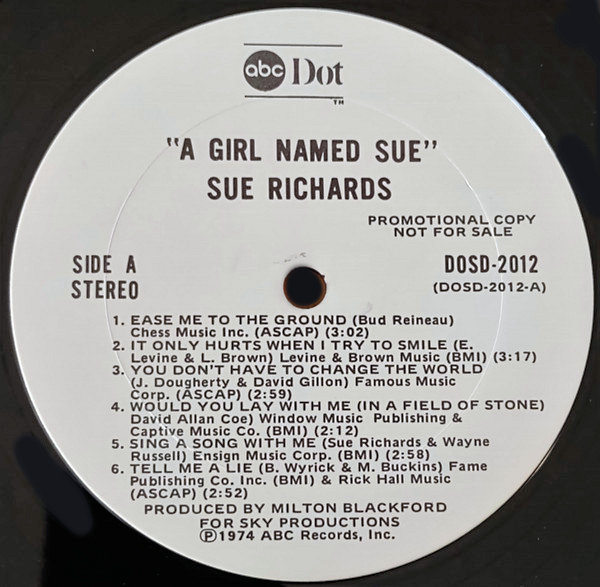 abc Dot
TM
"A GIRL NAMED SUE"
SUE RICHARDS
PROMOTIONAL COPY
NOT FOR SALE
SIDE A
STEREO
DOSD-2012
(DOSD-2012-A)
1. EASE ME TO THE GROUND (Bud Reineau)
Chess Music Inc. (ASCAP) (3:02)
2. IT ONLY HURTS WHEN I TRY TO SMILE (E.
Levine & L. Brown) Levine & Brown Music (BMI) (3:17)
3. YOU DON'T HAVE TO CHANGE THE WORLD
(J. Dougherty & David Gillon) Famous Music
Corp. (ASCAP) (2:59)
4. WOULD YOU LAY WITH ME (IN A FIELD OF STONE)
David Allan Coe) Window Music Publishing &
Captive Music Co. (BMI) (2:12)
5. SING A SONG WITH ME (Sue Richards & Wayne
Russell) Ensign Music Corp. (BMI) (2:58)
6. TELL ME A LIE (B. Wyrick & M. Buckins) Fame
Publishing Co. Inc. (BMI) & Rick Hall Music
(ASCAP) (2:52)
PRODUCED BY MILTON BLACKFORD
FOR SKY PRODUCTIONS
Ⓟ1974 ABC Records, Inc.